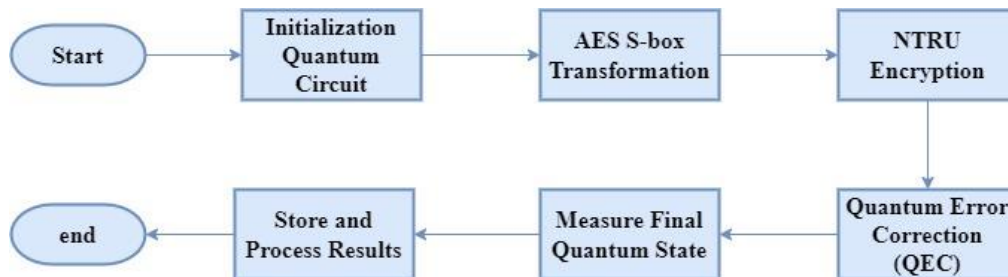 Start
Initialization
Quantum
Circuit
AES S-box
Transformation
NTRU
Encryption
Quantum Error
Correction
(QEC)
Measure Final
Quantum State
Store and
Process Results
end